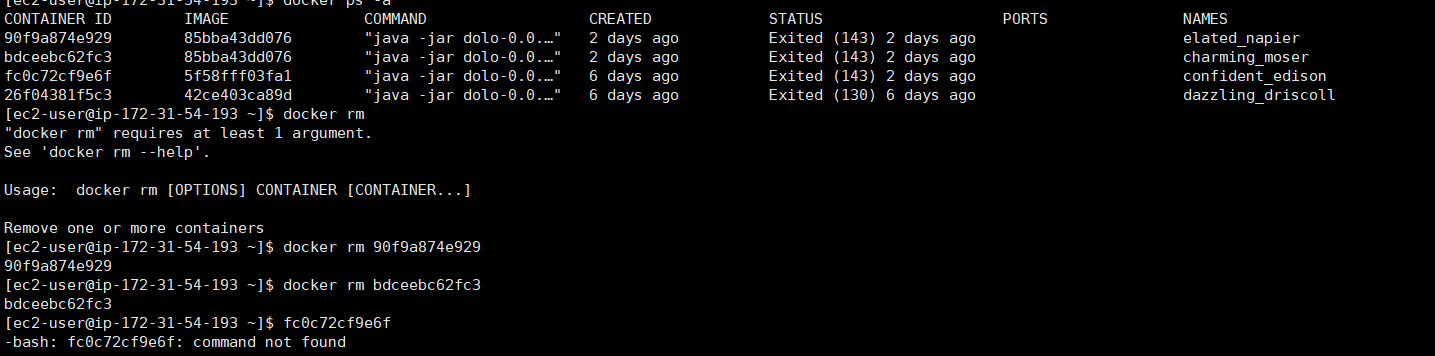 [ec2-user@ip-172-31-54-193 ~]$ docker ps -a
CONTAINER ID        IMAGE               COMMAND                  CREATED             STATUS                    PORTS               NAMES
90f9a874e929        85bba43dd076        "java -jar dolo-0.0.…"   2 days ago          Exited (143) 2 days ago                       elated_napier
bdceebc62fc3        85bba43dd076        "java -jar dolo-0.0.…"   2 days ago          Exited (143) 2 days ago                       charming_moser
fc0c72cf9e6f        5f58fff03fa1        "java -jar dolo-0.0.…"   6 days ago          Exited (143) 2 days ago                       confident_edison
26f04381f5c3        42ce403ca89d        "java -jar dolo-0.0.…"   6 days ago          Exited (130) 6 days ago                       dazzling_driscoll
[ec2-user@ip-172-31-54-193 ~]$ docker rm
"docker rm" requires at least 1 argument.
See 'docker rm --help'.
Usage:  docker rm [OPTIONS] CONTAINER [CONTAINER...]
Remove one or more containers
[ec2-user@ip-172-31-54-193 ~]$ docker rm 90f9a874e929
90f9a874e929
[ec2-user@ip-172-31-54-193 ~]$ docker rm bdceebc62fc3
bdceebc62fc3
[ec2-user@ip-172-31-54-193 ~]$ fc0c72cf9e6f
-bash: fc0c72cf9e6f: command not found